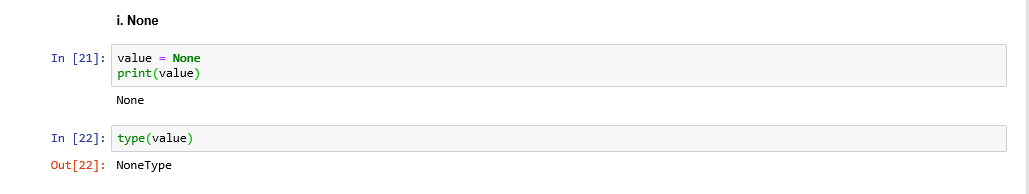 i. None
In [21]: value = None
print(value)
None
In [22]: type(value)
Out[22]: NoneType